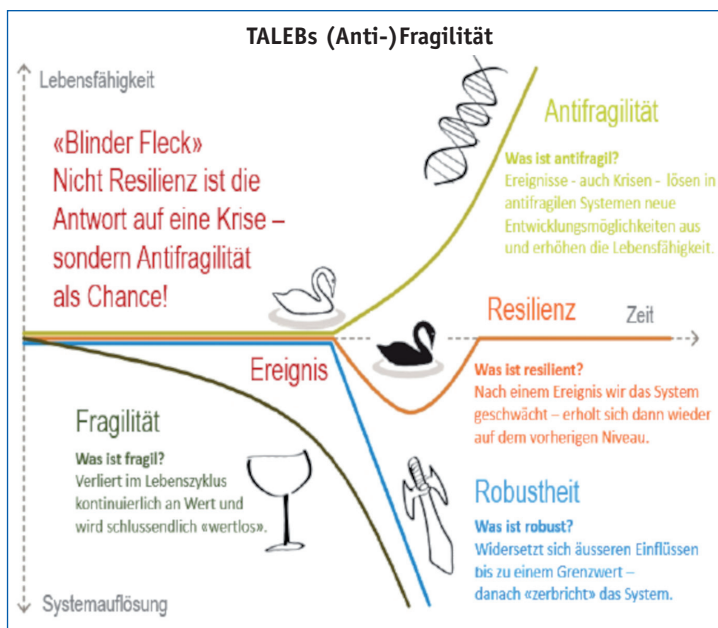 TALEBs (Anti-)Fragilität
Lebensfähigkeit
«Blinder Fleck»
Nicht Resilienz ist die
Antwort auf eine Krise –
sondern Antifragilität
als Chance!
Antifragilität
Was ist antifragil?
Ereignisse - auch Krisen - lösen in
antifragilen Systemen neue
Entwicklungsmöglichkeiten aus
und erhöhen die Lebensfähigkeit.
Resilienz
Zeit
Ereignis
Was ist resilient?
Nach einem Ereignis wir das System
geschwächt – erholt sich dann wieder
auf dem vorherigen Niveau.
Fragilität
Was ist fragil?
Verliert im Lebenszyklus
kontinuierlich an Wert und
wird schlussendlich «wertlos».
Robustheit
Was ist robust?
Widersetzt sich äusseren Einflüssen
bis zu einem Grenzwert –
danach «zerbricht» das System.
Systemauflösung